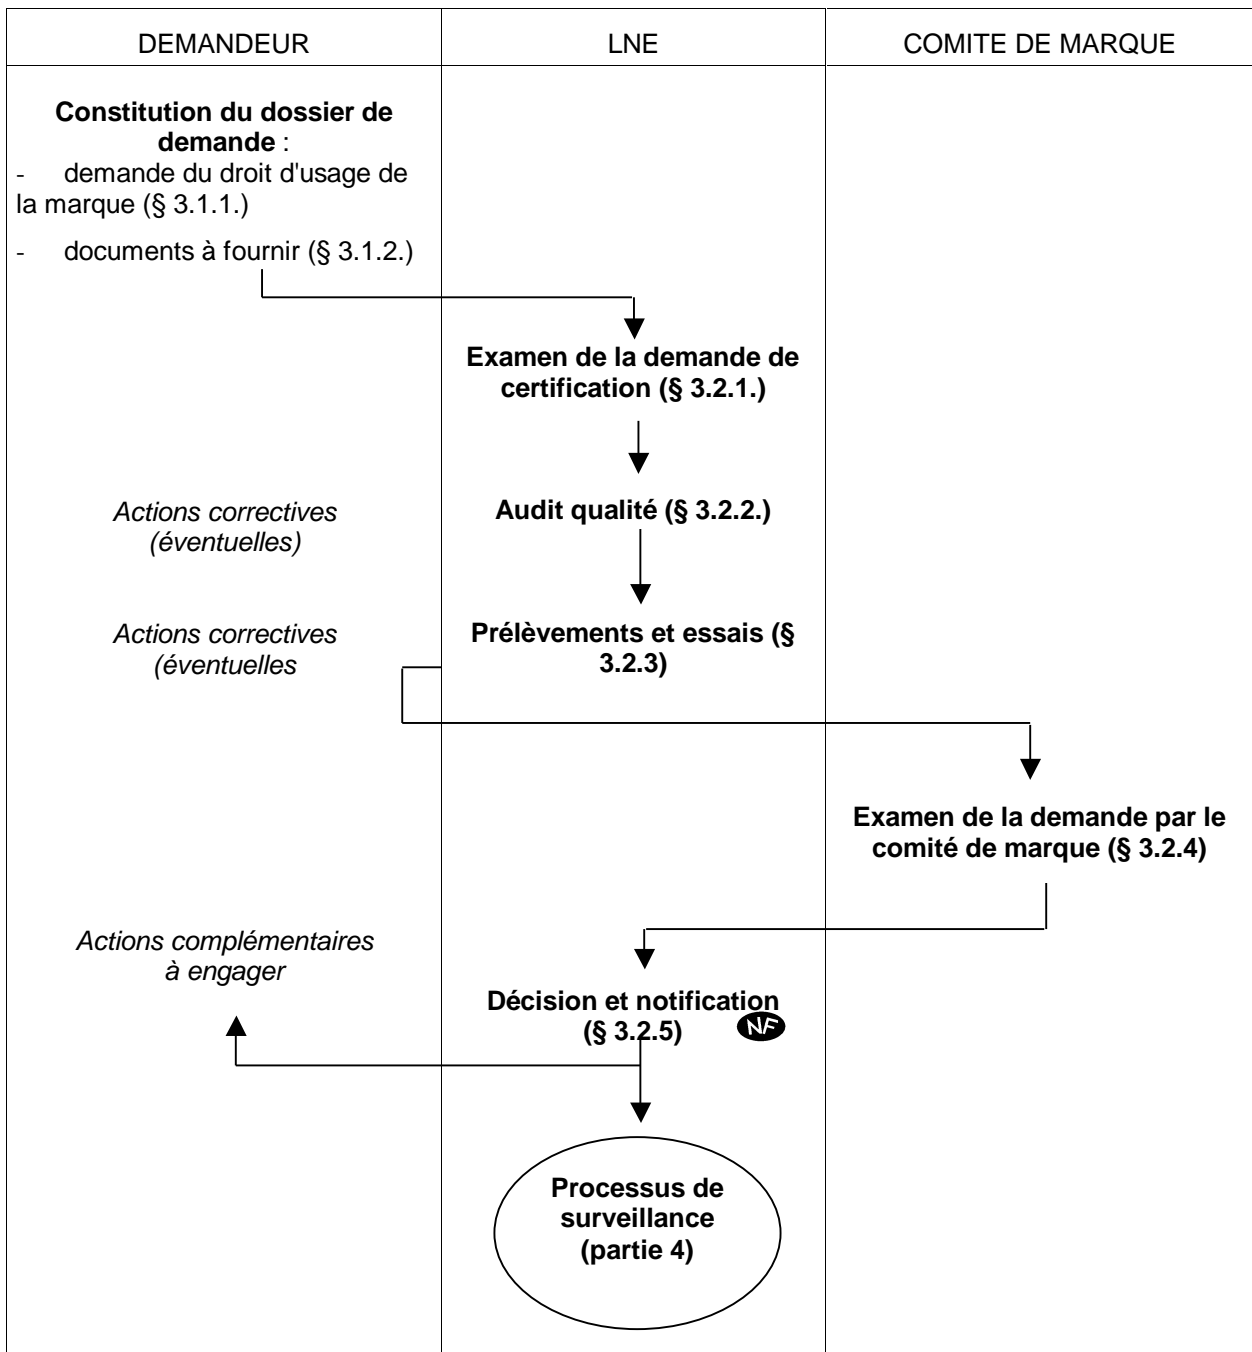 DEMANDEUR
LNE
COMITE DE MARQUE
Constitution du dossier de
demande :
- demande du droit d'usage de
la marque (§ 3.1.1.)
- documents à fournir (§ 3.1.2.)
Examen de la demande de
certification (§ 3.2.1.)
Actions correctives
(éventuelles)
Audit qualité (§ 3.2.2.)
Actions correctives
(éventuelles
Prélèvements et essais (§
3.2.3)
Examen de la demande par le
comité de marque (§ 3.2.4)
Actions complémentaires
à engager
Décision et notification
(§ 3.2.5)
NF
Processus de
surveillance
(partie 4)